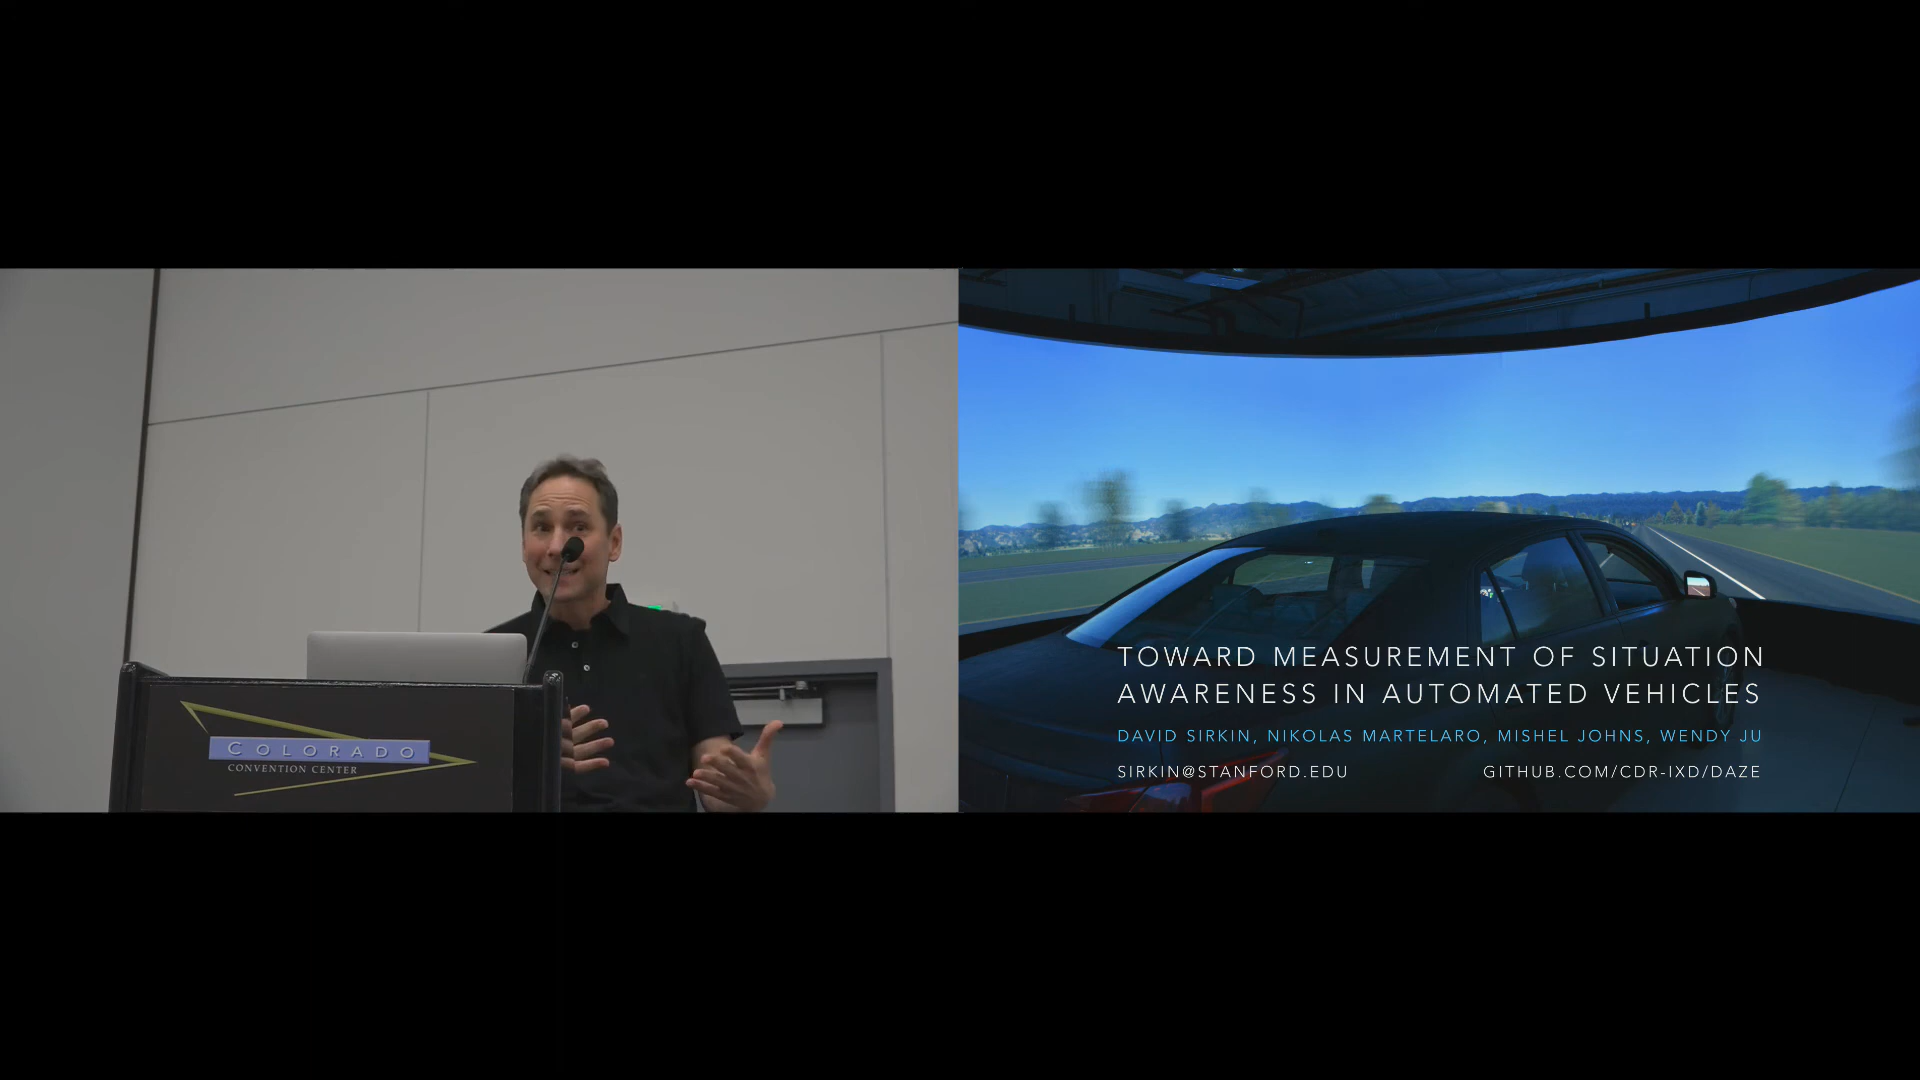 COLORADO
CONVENTION CENTER
TOWARD MEASUREMENT OF SITUATION
AWARENESS IN AUTOMATED VEHICLES
DAVID SIRKIN, NIKOLAS MARTELARO, MISHEL JOHNS, WENDY JU
SIRKIN@STANFORD.EDU
GITHUB.COM/CDR-IXD/DAZE